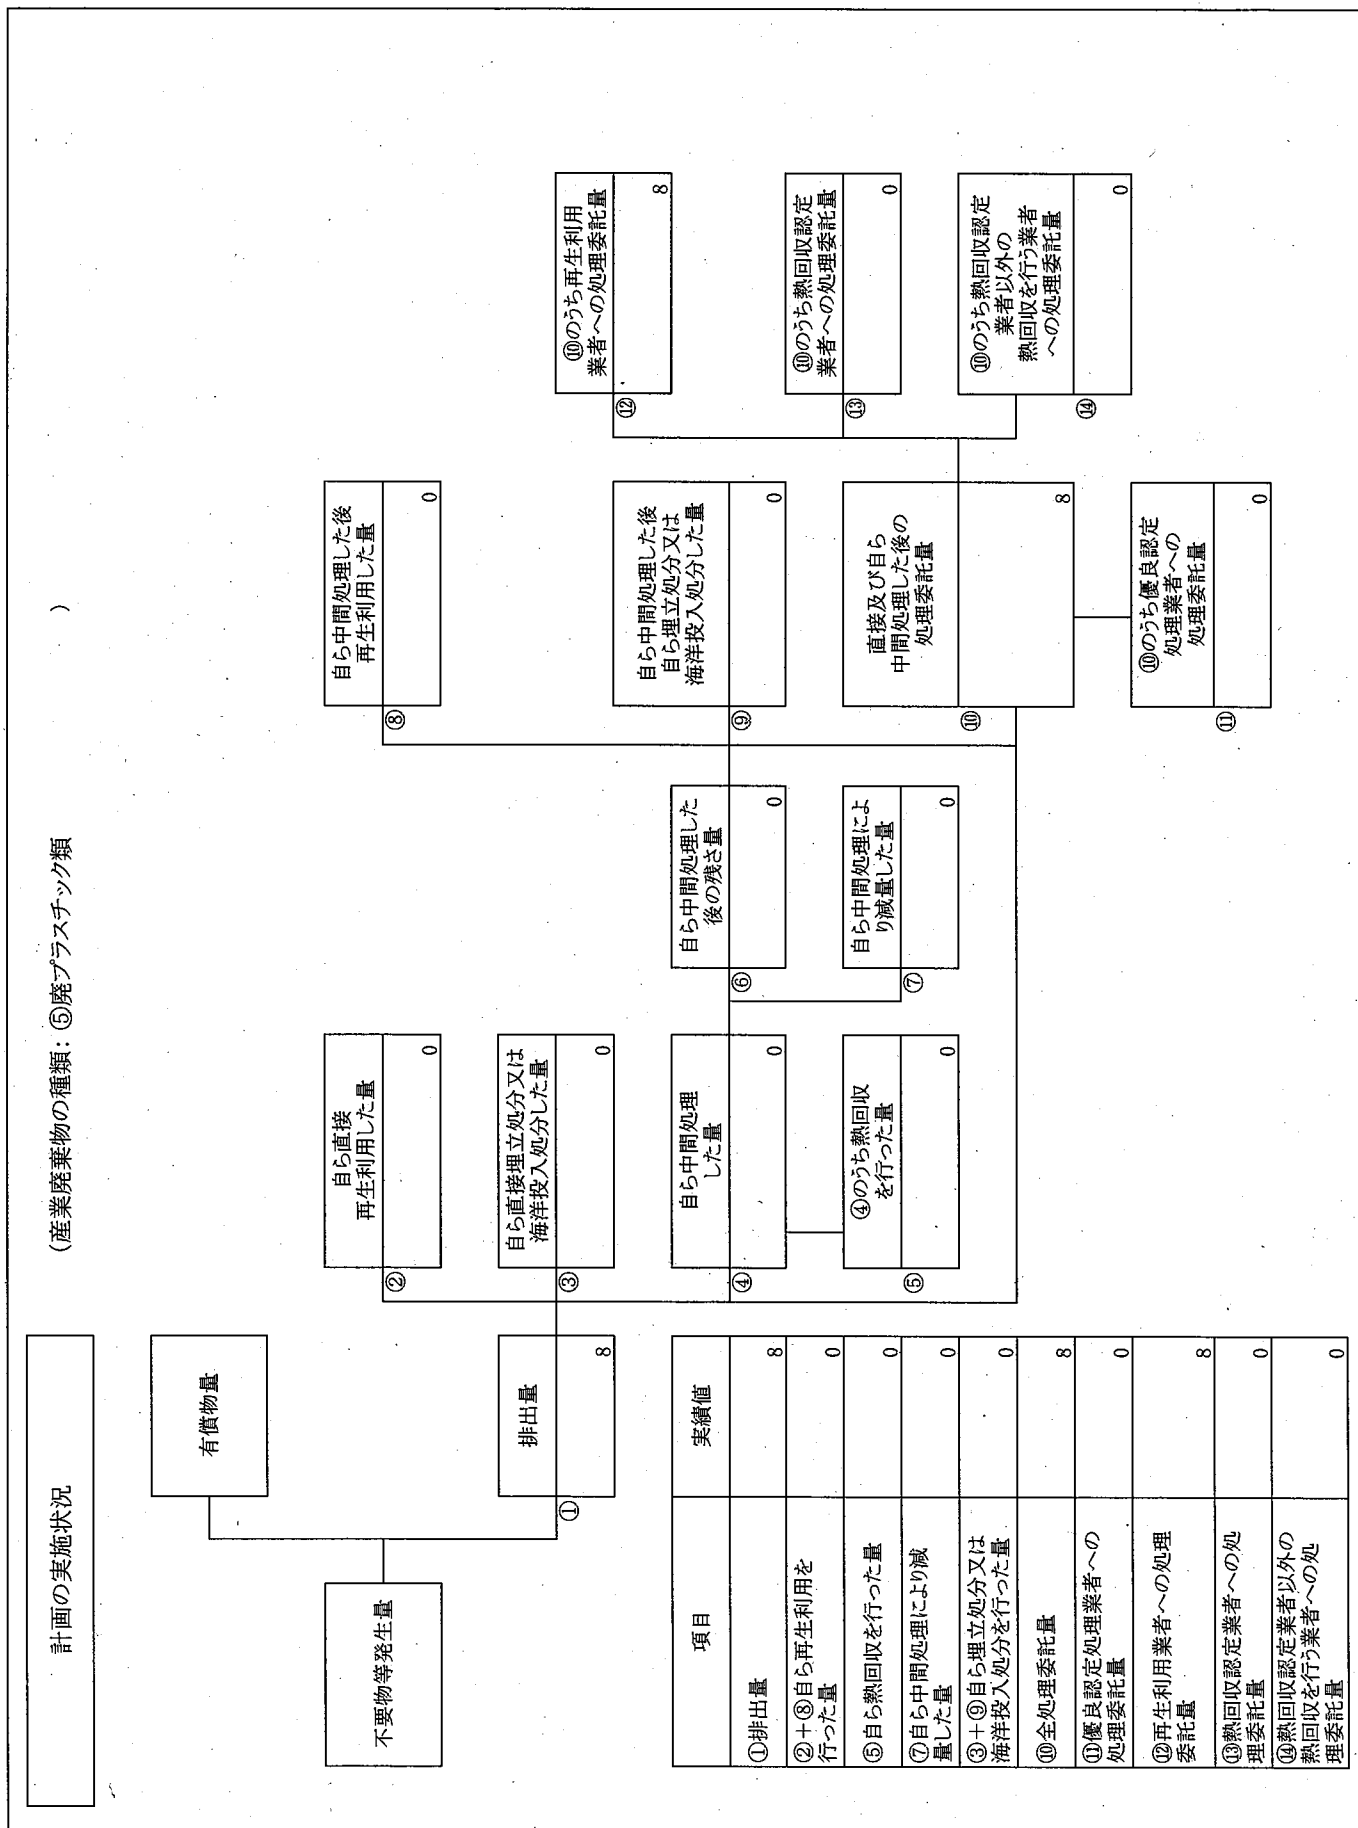 計画の実施状況
(産業廃棄物の種類：⑤廃プラスチック類
)
不要物等発生量
有償物量
排出量
①
8
自ら直接
再生利用した量
②
0
自ら直接埋立処分又は
海洋投入処分した量
③
0
自ら中間処理
した量
④
0
④のうち熱回収
を行った量
⑤
0
自ら中間処理した
後の残さ量
⑥
0
自ら中間処理によ
り減量した量
⑦
0
自ら中間処理した後
再生利用した量
⑧
0
自ら中間処理した後
自ら埋立処分又は
海洋投入処分した量
⑨
0
直接及び自ら
中間処理した後の
処理委託量
⑩
8
⑩のうち優良認定
処理業者への
処理委託量
⑪
0
⑩のうち再生利用
業者への処理委託量
⑫
8
⑩のうち熱回収認定
業者への処理委託量
⑬
0
⑩のうち熱回収認定
業者以外の
熱回収を行う業者
への処理委託量
⑭
0
項目 実績値
①排出量 8
②＋⑧自ら再生利用を
行った量 0
⑤自ら熱回収を行った量 0
⑦自ら中間処理により減
量した量 0
③＋⑨自ら埋立処分又は
海洋投入処分を行った量 0
⑩全処理委託量 8
⑪優良認定処理業者への
処理委託量 0
⑫再生利用業者への処理
委託量 8
⑬熱回収認定業者への処
理委託量 0
⑭熱回収認定業者以外の
熱回収を行う業者への処
理委託量 0